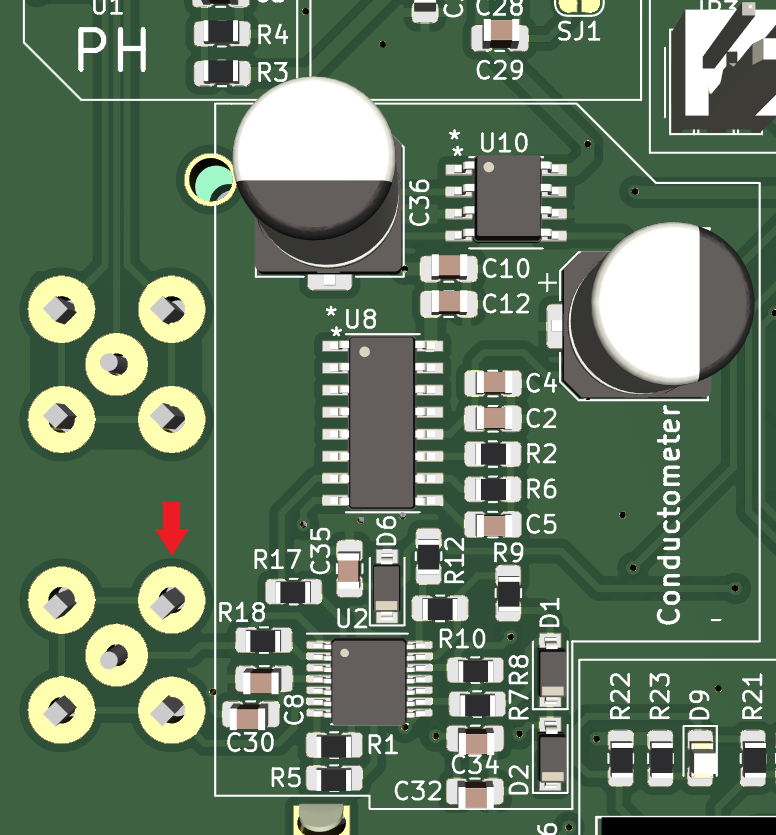 U1
C28
SJ1
R4
PH
R3
C29
**
U10
C36
C10
+
C12
*
*
U8
C4
C2
R2
R6
C5
Conductometer
-
D6
C35
R12
R9
R17
R18
U2
R10
D1
R8
C8
R7
C30
R1
C34
R5
D2
C32
R22
R23
D9
R21